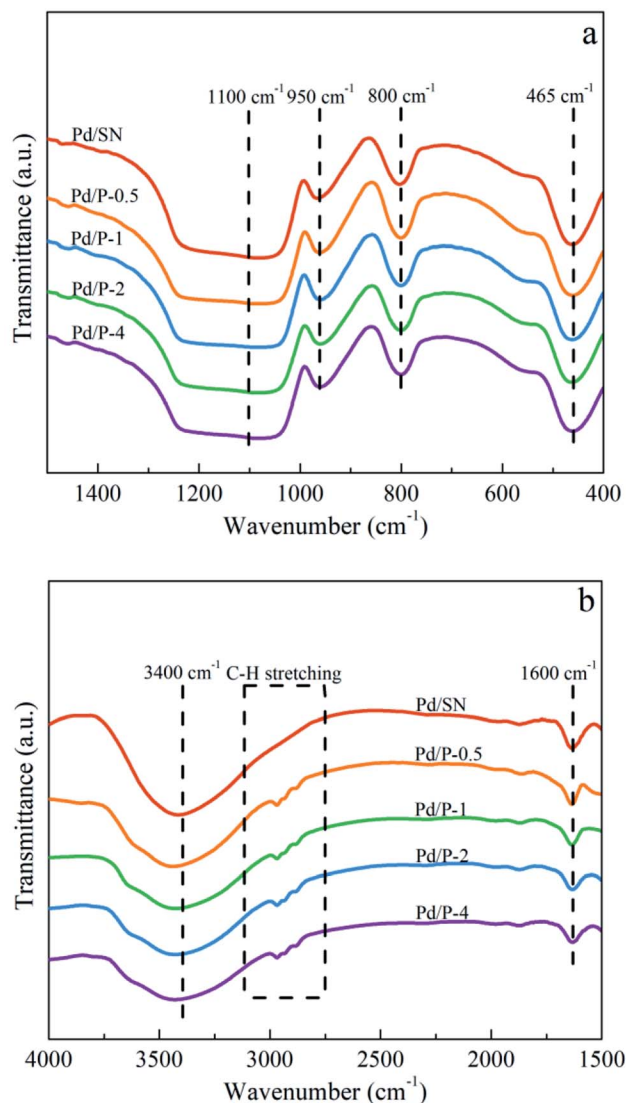 a
1100 cm⁻¹ 950 cm⁻¹ 800 cm⁻¹ 465 cm⁻¹
Pd/SN
Pd/P-0.5
Pd/P-1
Pd/P-2
Pd/P-4
Transmittance (a.u.)
1400 1200 1000 800 600 400
Wavenumber (cm⁻¹)
b
3400 cm⁻¹ C-H stretching 1600 cm⁻¹
Pd/SN
Pd/P-0.5
Pd/P-1
Pd/P-2
Pd/P-4
Transmittance (a.u.)
4000 3500 3000 2500 2000 1500
Wavenumber (cm⁻¹)